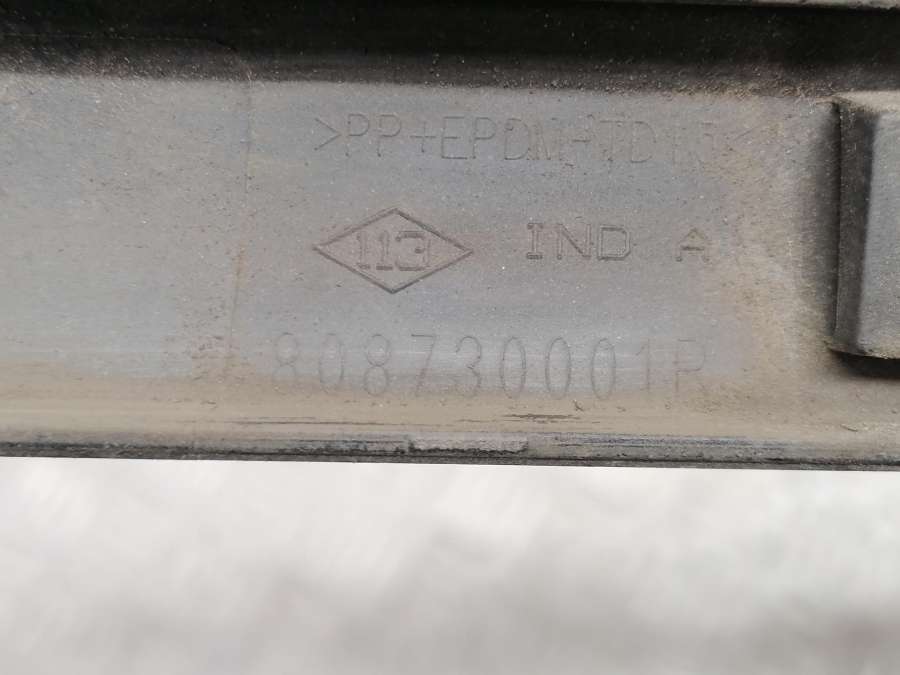 >PP+EPDM-TD15<
113 IND A
808730001R